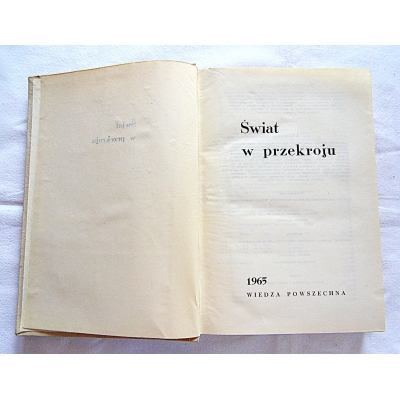 Świat
w przekroju
1965
WIEDZA POWSZECHNA